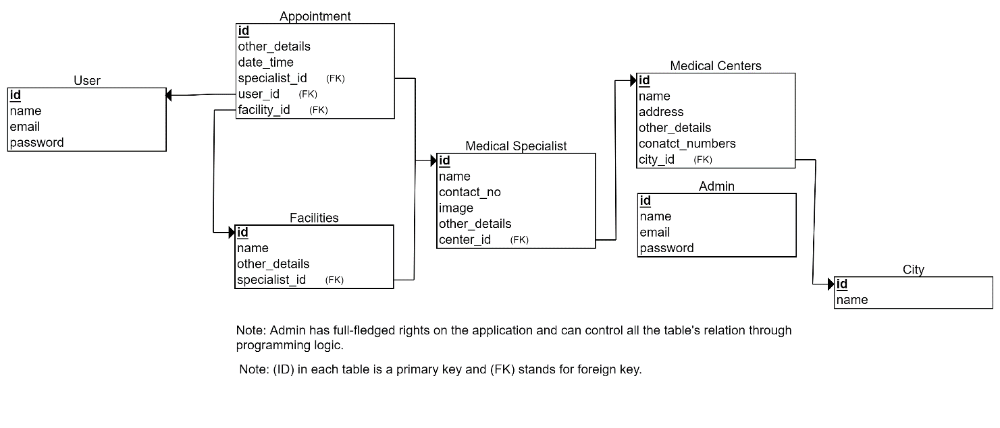 Appointment
id
other_details
date_time
specialist_id (FK)
user_id (FK)
facility_id (FK)
User
id
name
email
password
Facilities
id
name
other_details
specialist_id (FK)
Medical Specialist
id
name
contact_no
image
other_details
center_id (FK)
Medical Centers
id
name
address
other_details
conatct_numbers
city_id (FK)
Admin
id
name
email
password
City
id
name
Note: Admin has full-fledged rights on the application and can control all the table's relation through
programming logic.
Note: (ID) in each table is a primary key and (FK) stands for foreign key.